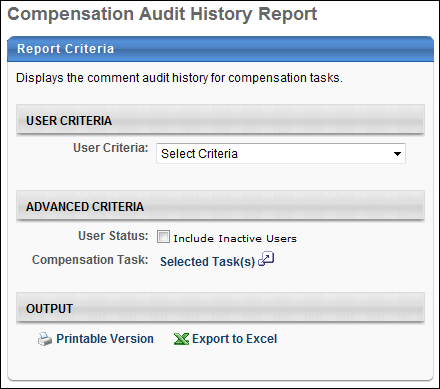 Compensation Audit History Report
Report Criteria
Displays the comment audit history for compensation tasks.
USER CRITERIA
User Criteria: Select Criteria
ADVANCED CRITERIA
User Status: Include Inactive Users
Compensation Task: Selected Task(s)
OUTPUT
Printable Version Export to Excel